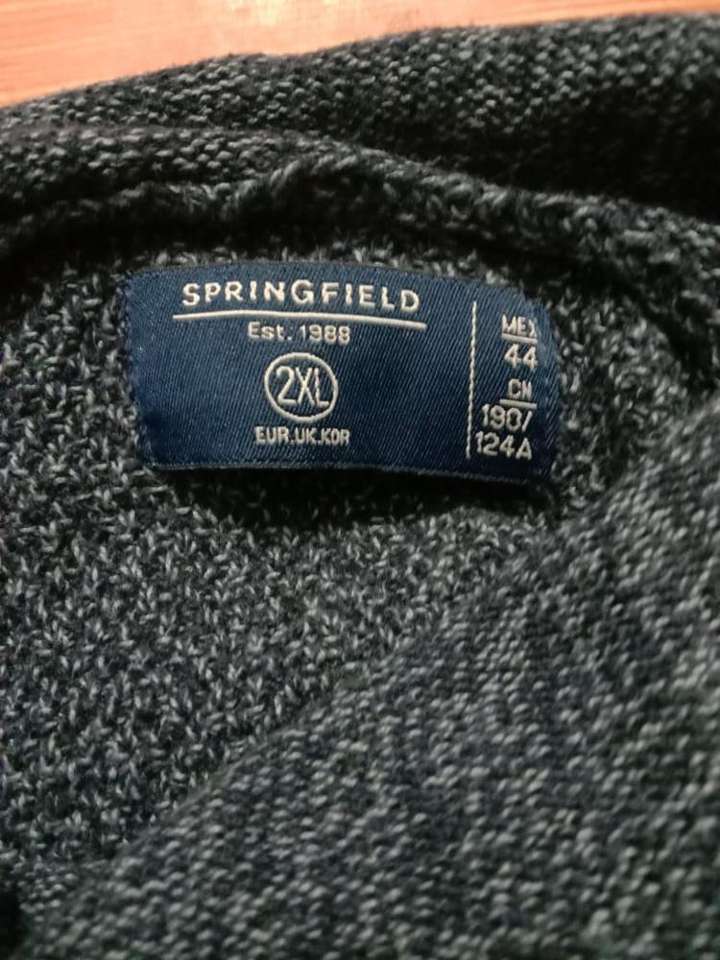 SPRINGFIELD
Est. 1988
2XL
EUR.UK.KOR
MEX
44
CN
190/
124A